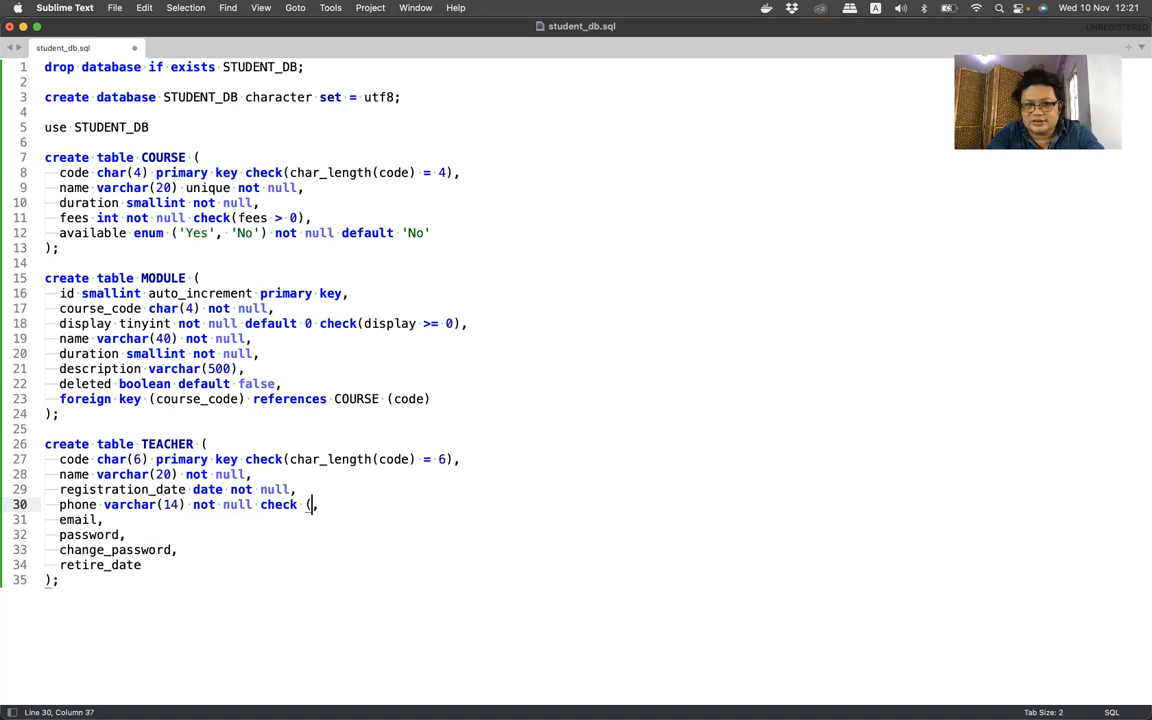 Sublime Text File Edit Selection Find View Goto Tools Project Window Help A Wed 10 Nov 12:21
student_db.sql UNREGISTERED
student_db.sql
1 drop database if exists STUDENT_DB;
2
3 create database STUDENT_DB character set = utf8;
4
5 use STUDENT_DB
6
7 create table COURSE (
8 code char(4) primary key check(char_length(code) = 4),
9 name varchar(20) unique not null,
10 duration smallint not null,
11 fees int not null check(fees > 0),
12 available enum ('Yes', 'No') not null default 'No'
13 );
14
15 create table MODULE (
16 id smallint auto_increment primary key,
17 course_code char(4) not null,
18 display tinyint not null default 0 check(display >= 0),
19 name varchar(40) not null,
20 duration smallint not null,
21 description varchar(500),
22 deleted boolean default false,
23 foreign key (course_code) references COURSE (code)
24 );
25
26 create table TEACHER (
27 code char(6) primary key check(char_length(code) = 6),
28 name varchar(20) not null,
29 registration_date date not null,
30 phone varchar(14) not null check (,
31 email,
32 password,
33 change_password,
34 retire_date
35 );
Line 30, Column 37 Tab Size: 2 SQL